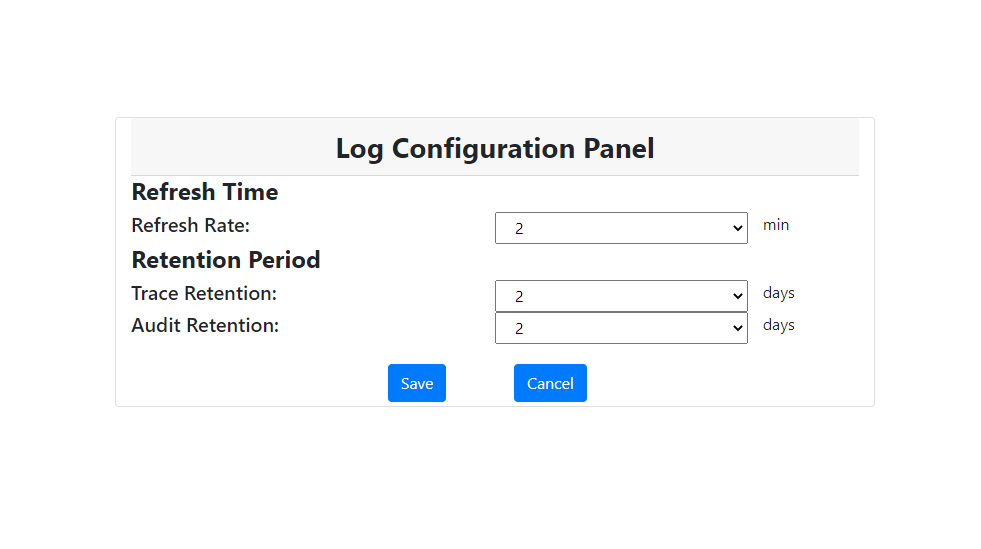 Log Configuration Panel
Refresh Time
Refresh Rate: 2 min
Retention Period
Trace Retention: 2 days
Audit Retention: 2 days
Save Cancel